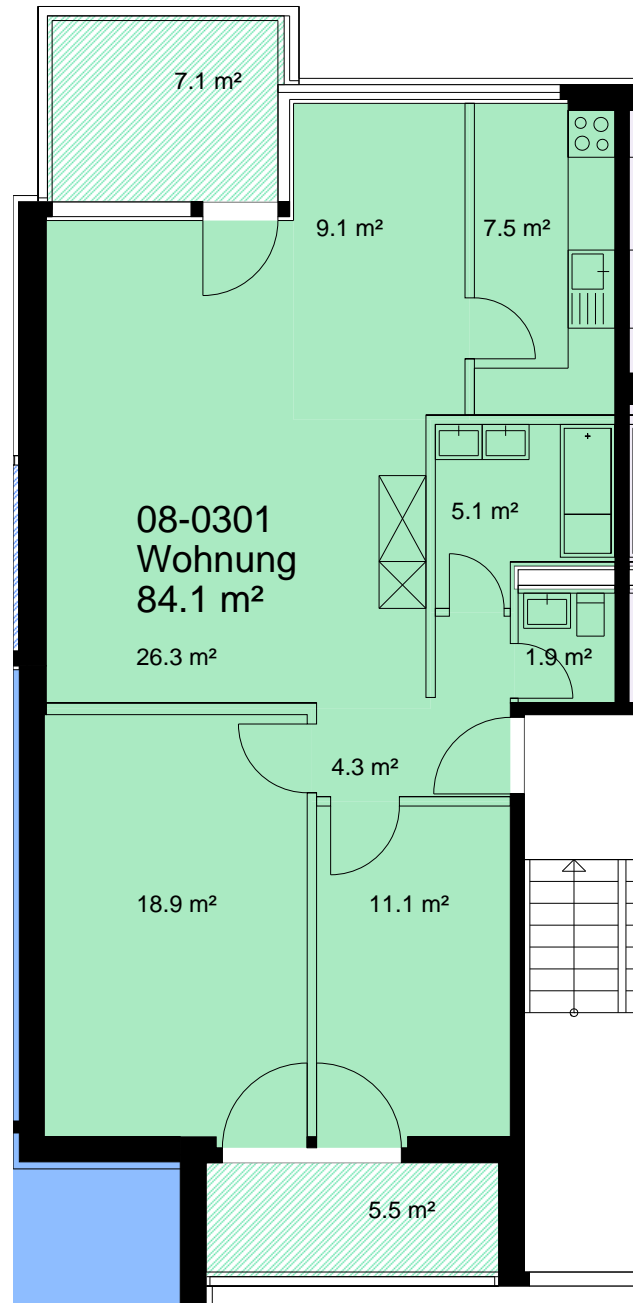 7.1 m²
9.1 m²
7.5 m²
5.1 m²
08-0301
Wohnung
84.1 m²
26.3 m²
1.9 m²
4.3 m²
18.9 m²
11.1 m²
5.5 m²